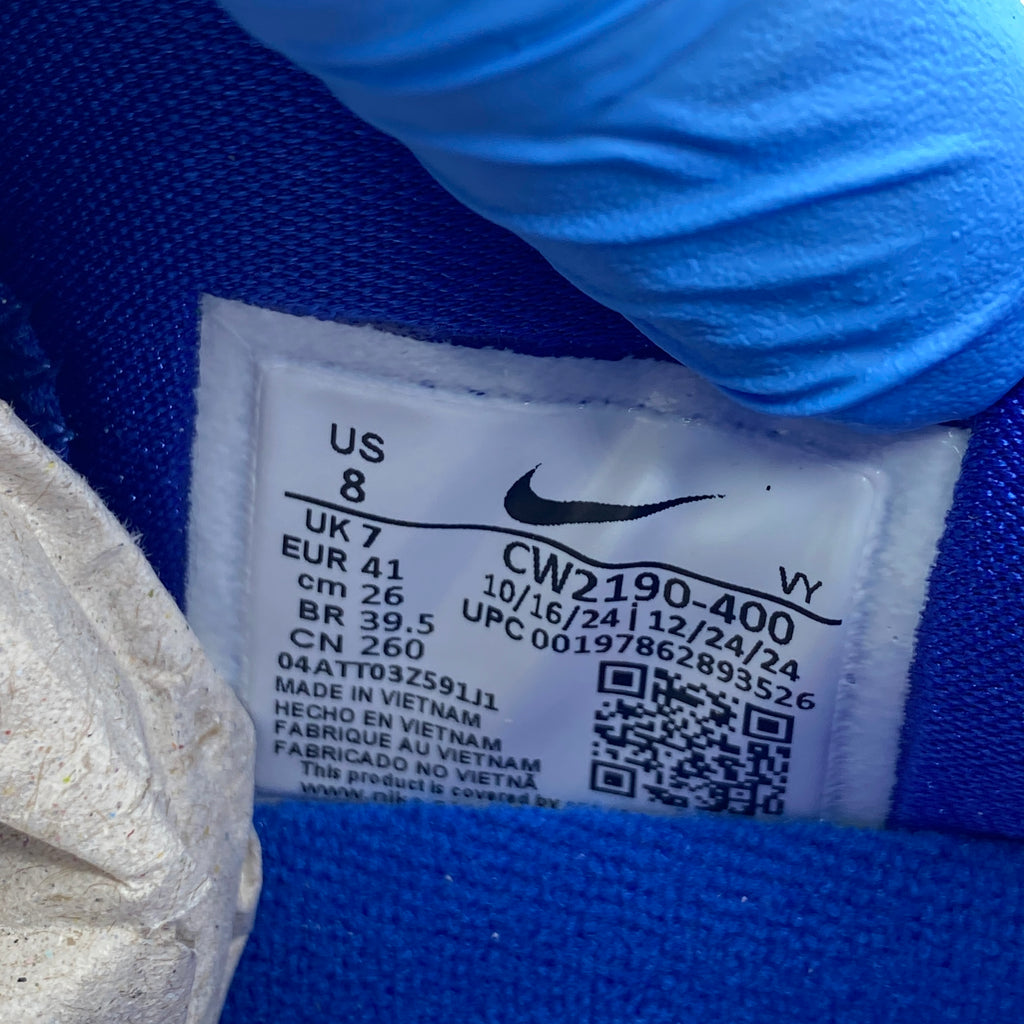 US
8
UK 7
EUR 41
cm 26
BR 39.5
CN 260
04ATT03Z591J1
MADE IN VIETNAM
HECHO EN VIETNAM
FABRIQUE AU VIETNAM
FABRICADO NO VIETNÃ
This product is covered by
VY
CW2190-400
10/16/24 | 12/24/24
UPC 00197862893526